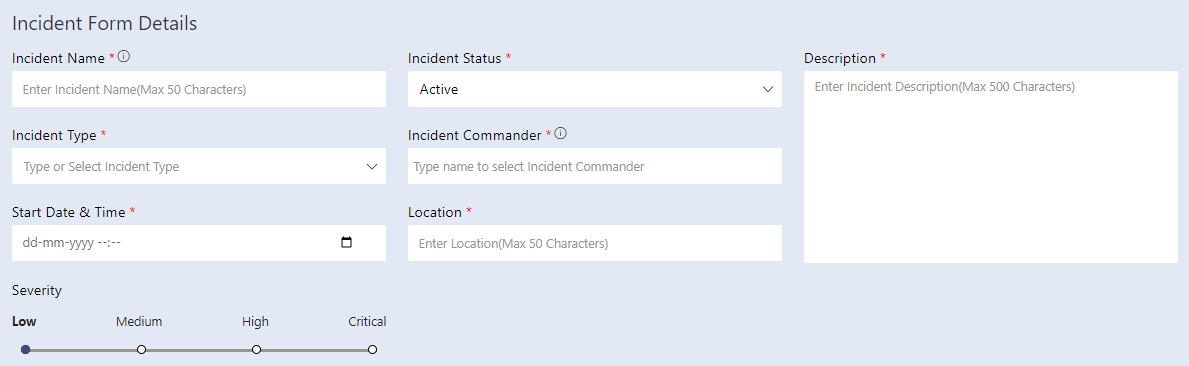 Incident Form Details
Incident Name *
Enter Incident Name(Max 50 Characters)
Incident Status *
Active
Description *
Enter Incident Description(Max 500 Characters)
Incident Type *
Type or Select Incident Type
Incident Commander *
Type name to select Incident Commander
Start Date & Time *
dd-mm-yyyy --:--
Location *
Enter Location(Max 50 Characters)
Severity
Low Medium High Critical